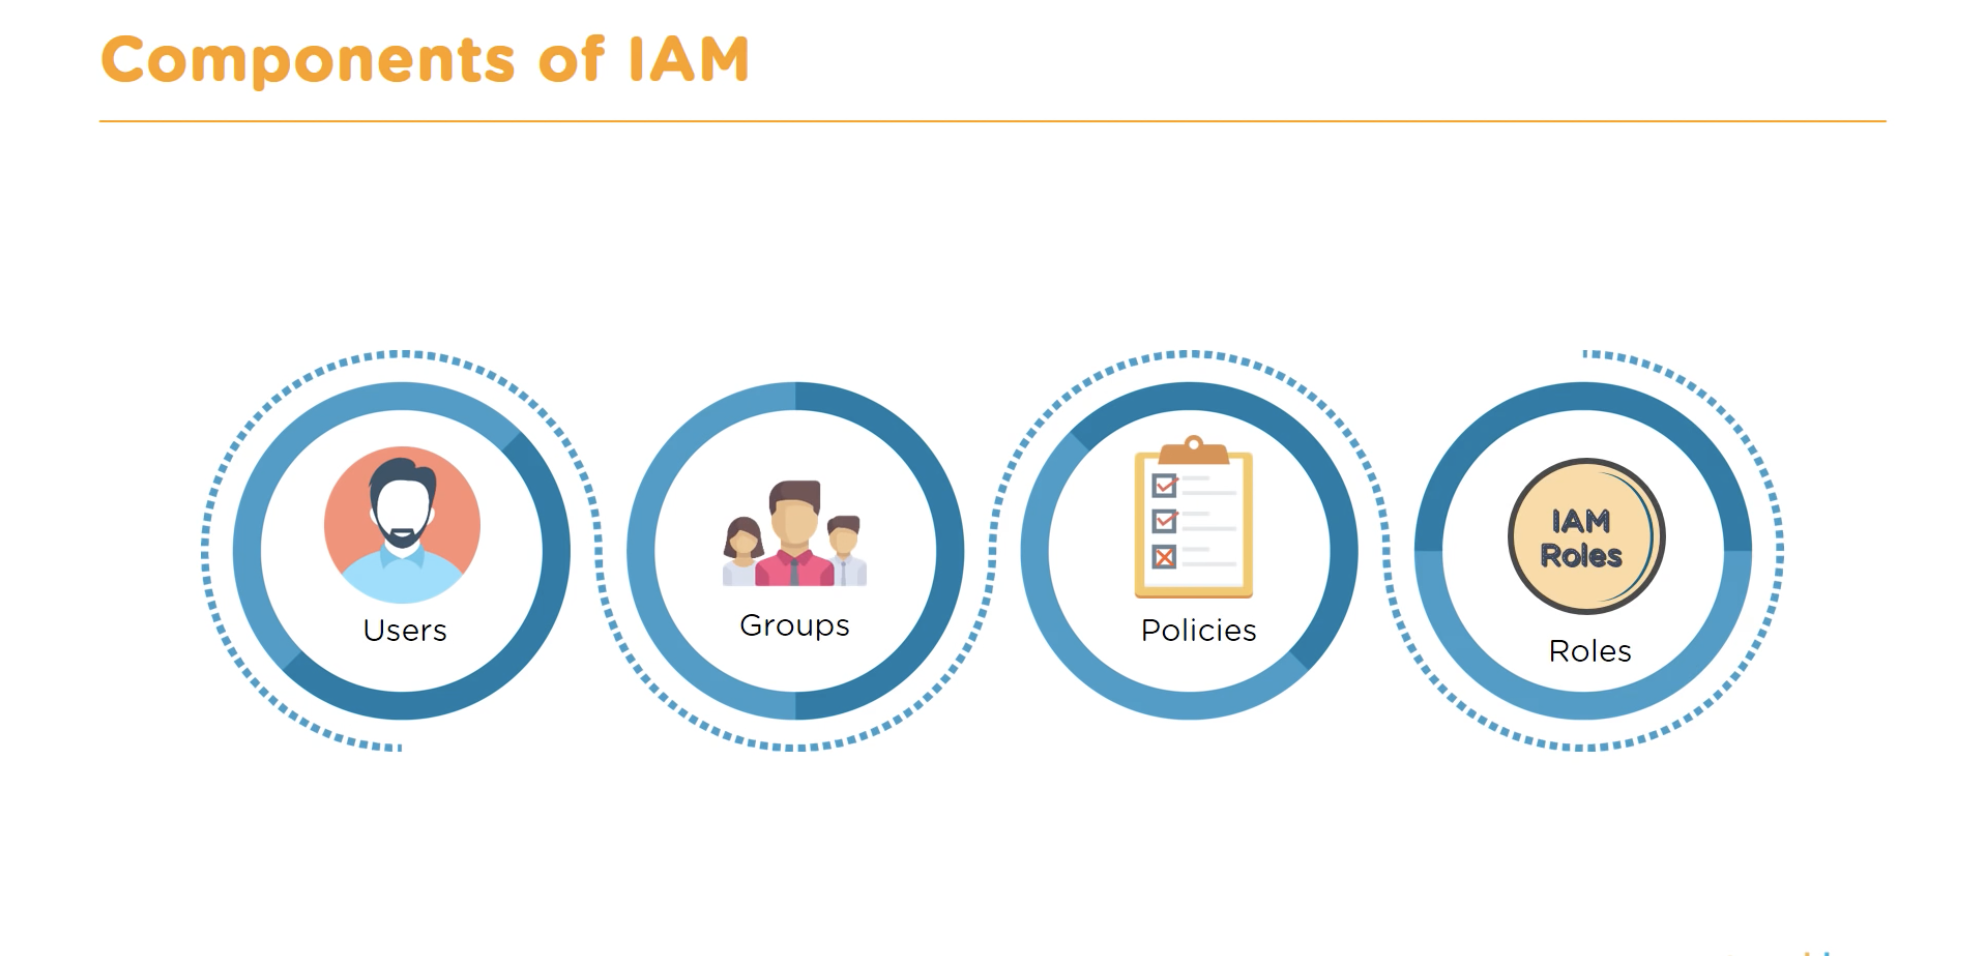 Components of IAM
Users
Groups
Policies
IAM
Roles
Roles